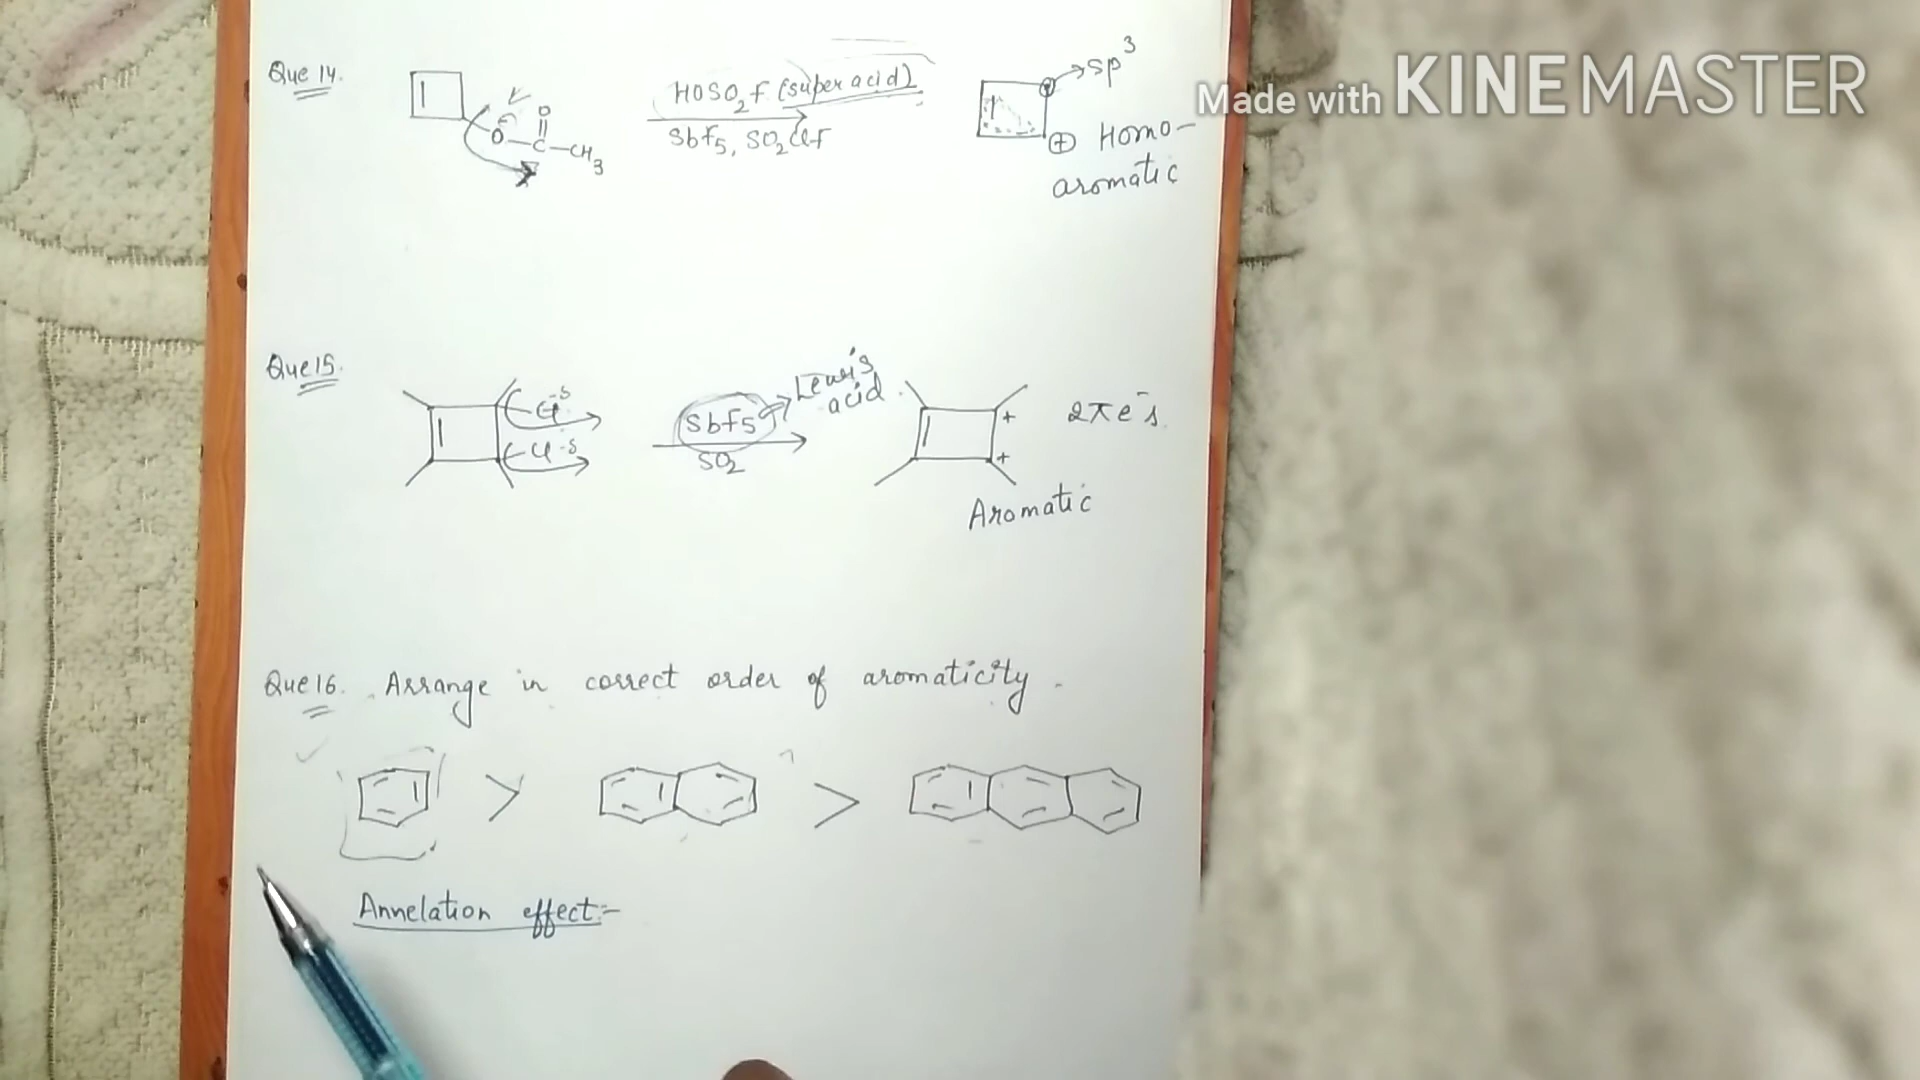 Made with KINEMASTER
Que 14.
O
O—C—CH3
HOSO2F (super acid)
SbF5, SO2ClF
sp3
⊕ Homo-
aromatic
Que 15.
SbF5
SO2
Lewis
acid
+
+
2πe-s
Aromatic
Que 16. Arrange in correct order of aromaticity.
> >
Annelation effect:-